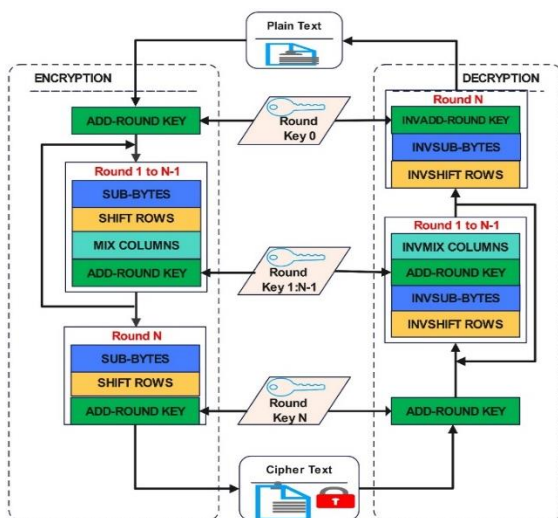 Plain Text
ENCRYPTION
DECRYPTION
ADD-ROUND KEY
Round
Key 0
Round N
INVADD-ROUND KEY
INVSUB-BYTES
INVSHIFT ROWS
Round 1 to N-1
SUB-BYTES
SHIFT ROWS
MIX COLUMNS
ADD-ROUND KEY
Round
Key 1:N-1
Round 1 to N-1
INVMIX COLUMNS
ADD-ROUND KEY
INVSUB-BYTES
INVSHIFT ROWS
Round N
SUB-BYTES
SHIFT ROWS
ADD-ROUND KEY
Round
Key N
ADD-ROUND KEY
Cipher Text